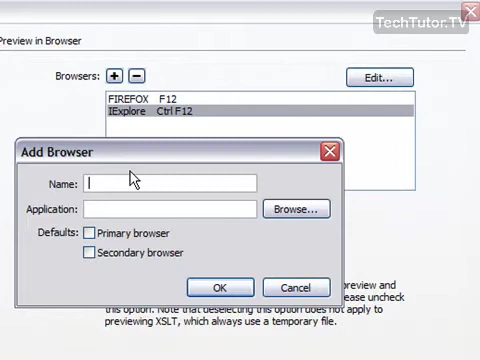 TechTutor.TV
Preview in Browser
Browsers:
Edit...
FIREFOX F12
IExplore Ctrl F12
Add Browser
Name:
Application:
Browse...
Defaults: Primary browser
Secondary browser
OK
Cancel
preview and
ease uncheck
this option. Note that deselecting this option does not apply to
previewing XSLT, which always use a temporary file.